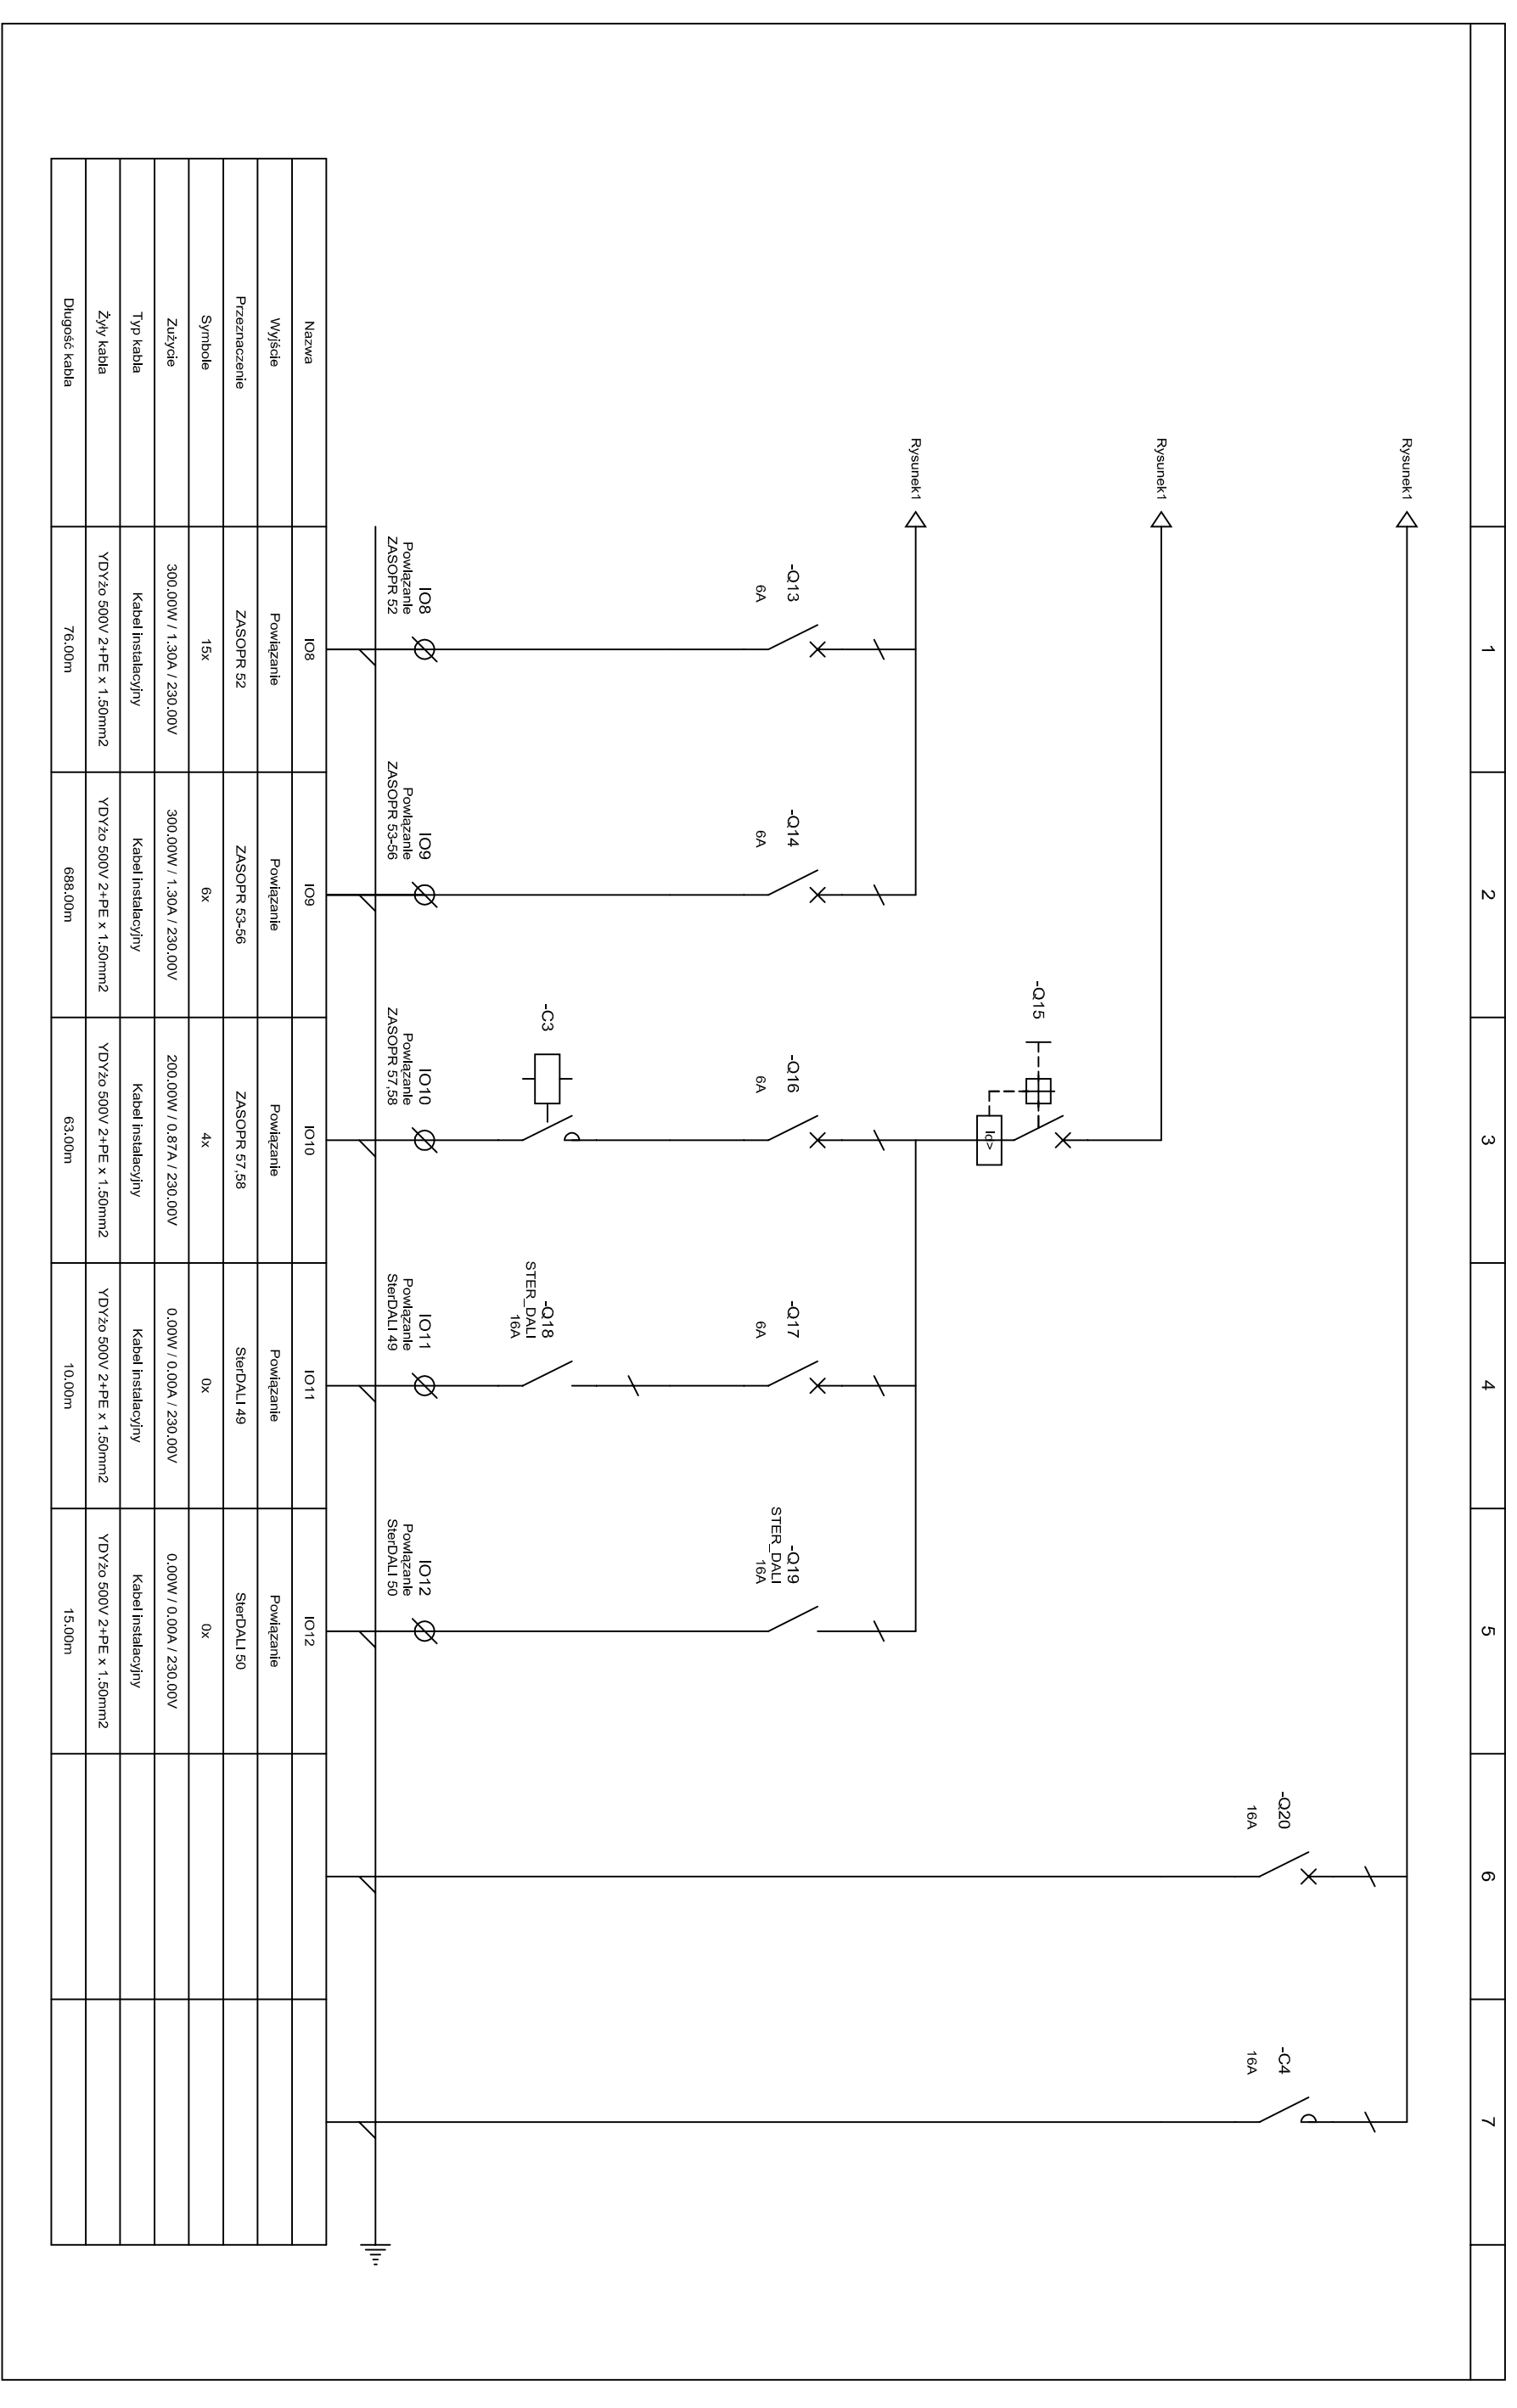 1
2
3
4
5
6
7
Rysunek1
Rysunek1
Rysunek1
-Q20
16A
-C4
16A
-Q15
Id>
-Q13
6A
-Q14
6A
-Q16
6A
-Q17
6A
-Q19
STER_DALI
16A
-C3
-Q18
STER_DALI
16A
IO8
Powiązanie
ZASOPR 52
IO9
Powiązanie
ZASOPR 53-56
IO10
Powiązanie
ZASOPR 57,58
IO11
Powiązanie
SterDALI 49
IO12
Powiązanie
SterDALI 50
Nazwa IO8 IO9 IO10 IO11 IO12
Wyjście Powiązanie Powiązanie Powiązanie Powiązanie Powiązanie
Przeznaczenie ZASOPR 52 ZASOPR 53-56 ZASOPR 57,58 SterDALI 49 SterDALI 50
Symbole 15x 6x 4x 0x 0x
Zużycie 300.00W / 1.30A / 230.00V 300.00W / 1.30A / 230.00V 200.00W / 0.87A / 230.00V 0.00W / 0.00A / 230.00V 0.00W / 0.00A / 230.00V
Typ kabla Kabel instalacyjny Kabel instalacyjny Kabel instalacyjny Kabel instalacyjny Kabel instalacyjny
Żyły kabla YDYżo 500V 2+PE x 1.50mm2 YDYżo 500V 2+PE x 1.50mm2 YDYżo 500V 2+PE x 1.50mm2 YDYżo 500V 2+PE x 1.50mm2 YDYżo 500V 2+PE x 1.50mm2
Długość kabla 76.00m 688.00m 63.00m 10.00m 15.00m